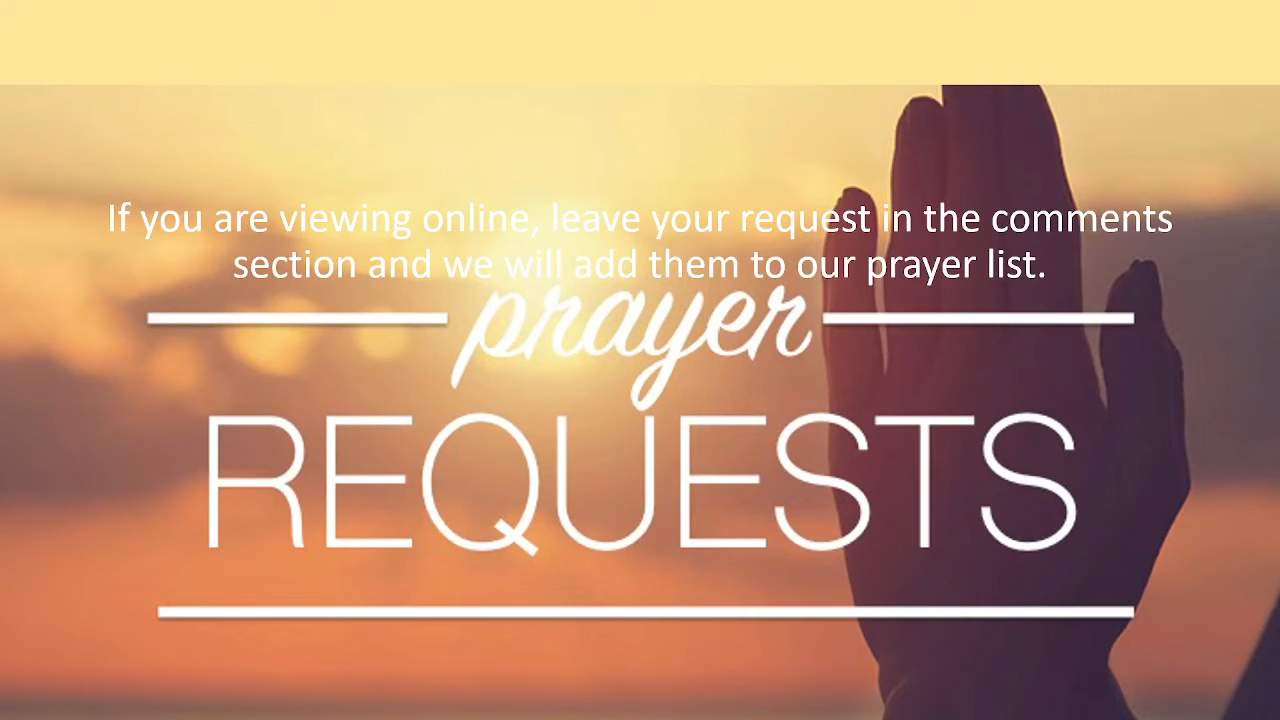 If you are viewing online, leave your request in the comments
section and we will add them to our prayer list.
prayer
REQUESTS